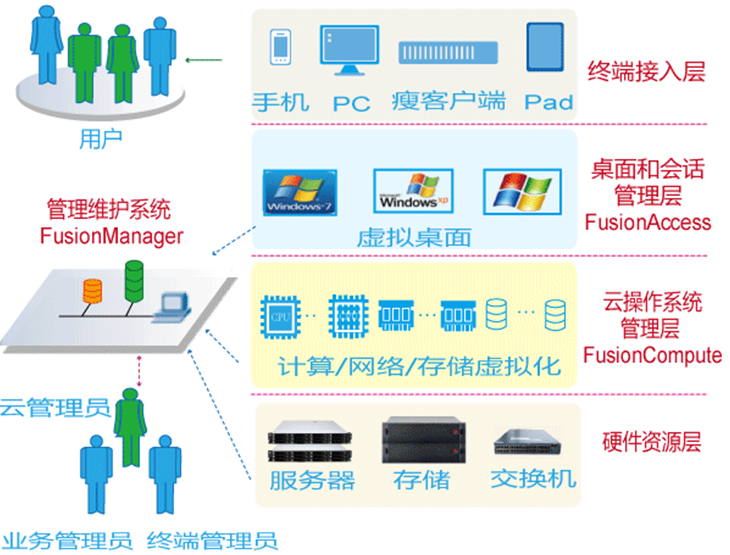 手机
PC
瘦客户端
Pad
终端接入层
用户
Windows 7
Windows xp
虚拟桌面
桌面和会话
管理层
FusionAccess
管理维护系统
FusionManager
CPU
计算/网络/存储虚拟化
云操作系统
管理层
FusionCompute
云管理员
服务器
存储
交换机
硬件资源层
业务管理员
终端管理员